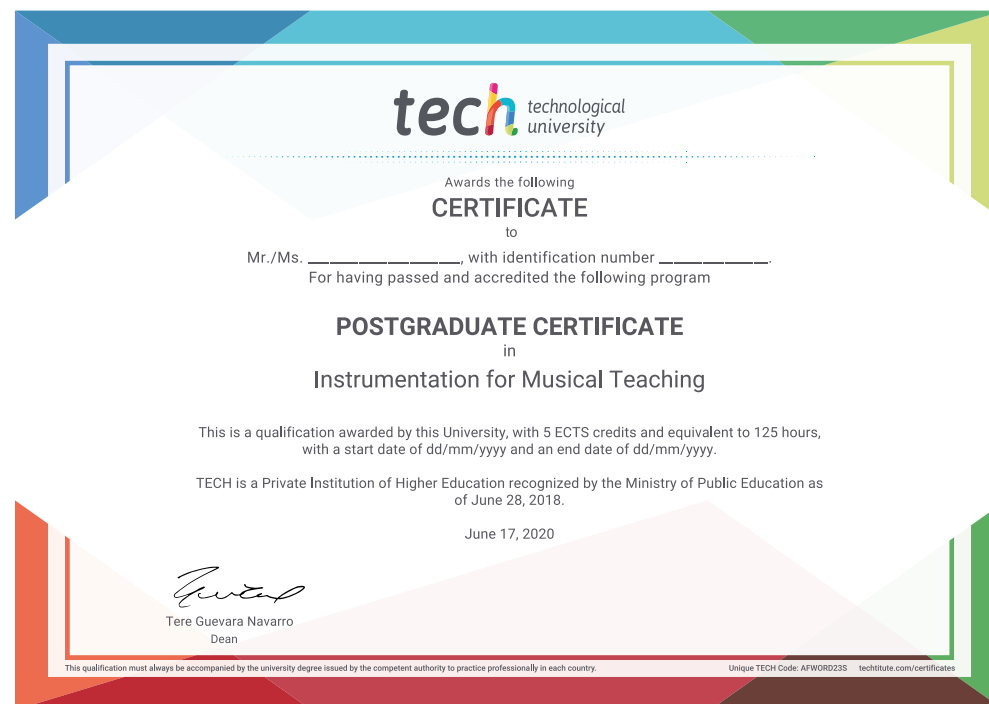 tech technological
university
Awards the following
CERTIFICATE
to
Mr./Ms. ____________________, with identification number ______________.
For having passed and accredited the following program
POSTGRADUATE CERTIFICATE
in
Instrumentation for Musical Teaching
This is a qualification awarded by this University, with 5 ECTS credits and equivalent to 125 hours,
with a start date of dd/mm/yyyy and an end date of dd/mm/yyyy.
TECH is a Private Institution of Higher Education recognized by the Ministry of Public Education as
of June 28, 2018.
June 17, 2020
Tere Guevara Navarro
Dean
This qualification must always be accompanied by the university degree issued by the competent authority to practice professionally in each country.
Unique TECH Code: AFWORD23S techtitute.com/certificates